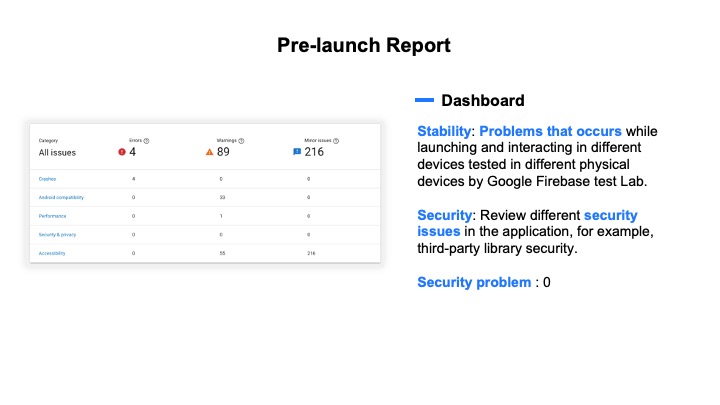 Pre-launch Report
Category Errors Warnings Minor issues
All issues 4 89 216
Crashes 4 0 0
Android compatibility 0 33 0
Performance 0 1 0
Security & privacy 0 0 0
Accessibility 0 55 216
Dashboard
Stability: Problems that occurs while
launching and interacting in different
devices tested in different physical
devices by Google Firebase test Lab.
Security: Review different security
issues in the application, for example,
third-party library security.
Security problem : 0